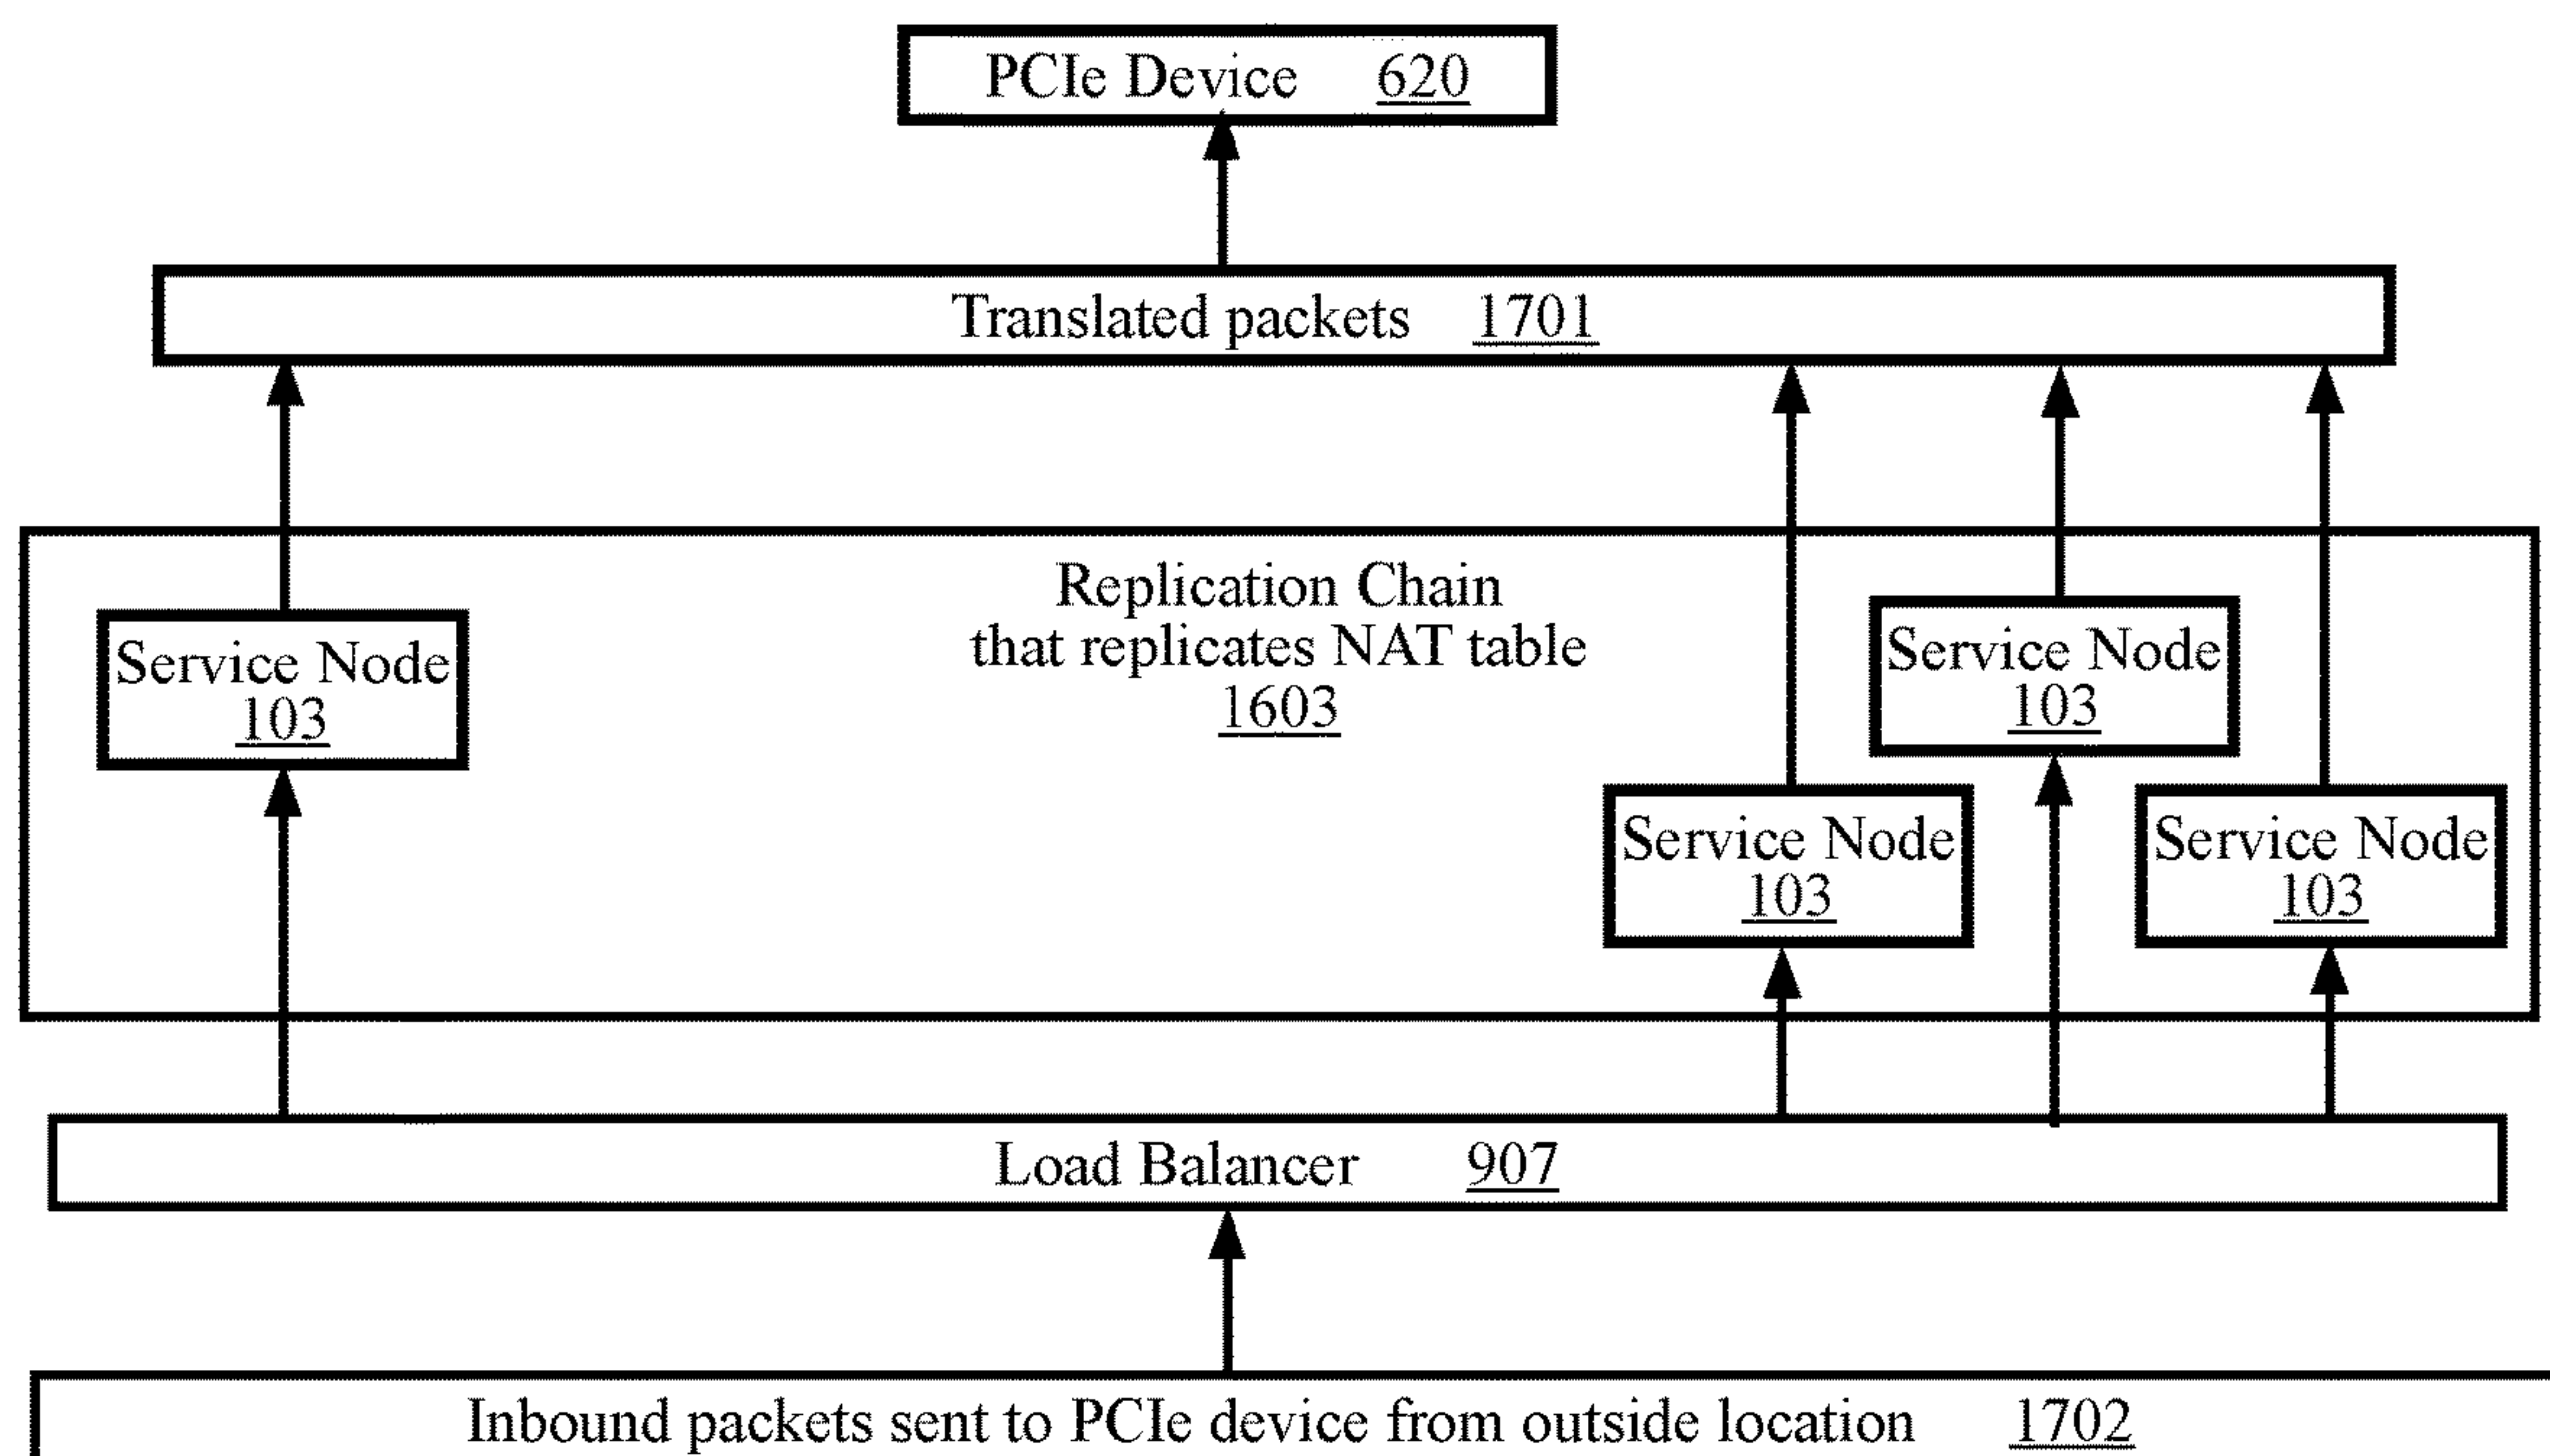 PCIe Device 620
Translated packets 1701
Replication Chain
that replicates NAT table
1603
Service Node
103
Service Node
103
Service Node
103
Service Node
103
Load Balancer 907
Inbound packets sent to PCIe device from outside location 1702